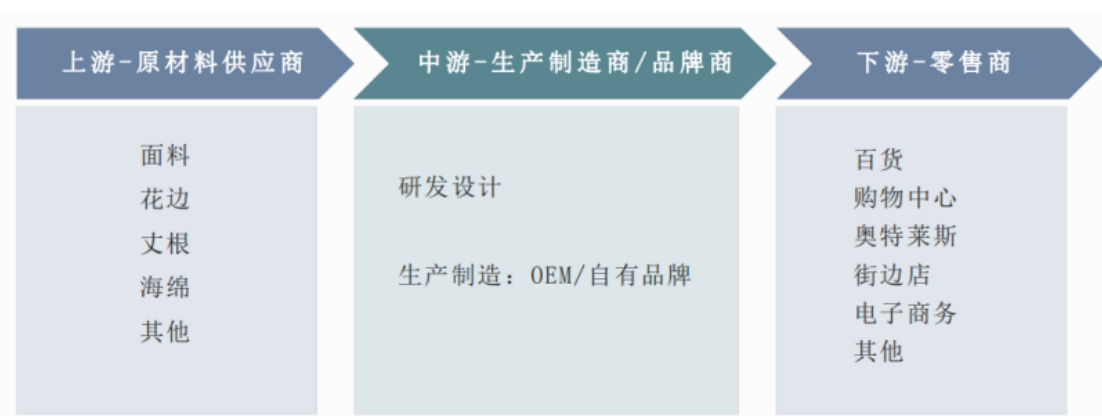 上游-原材料供应商
面料
花边
丈根
海绵
其他
中游-生产制造商/品牌商
研发设计
生产制造：OEM/自有品牌
下游-零售商
百货
购物中心
奥特莱斯
街边店
电子商务
其他